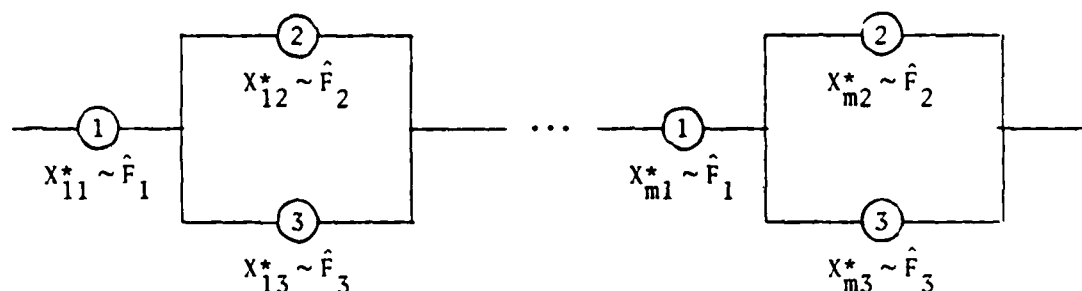 2 2
X*12 ~ F̂2 X*m2 ~ F̂2
1 ... 1
X*11 ~ F̂1 X*m1 ~ F̂1
3 3
X*13 ~ F̂3 X*m3 ~ F̂3